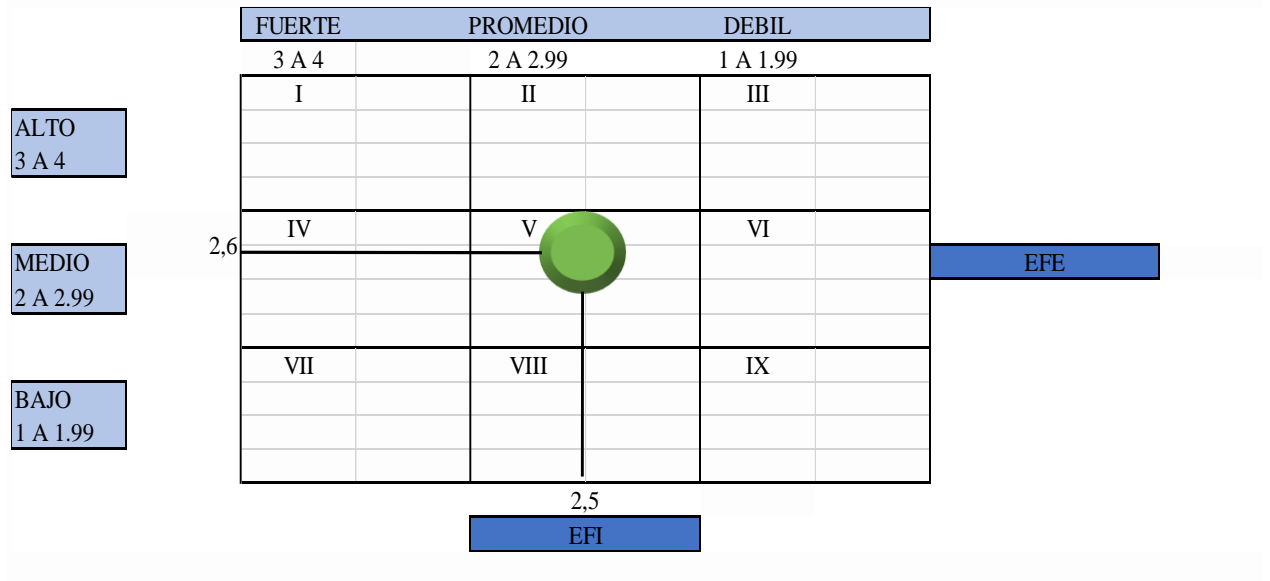 FUERTE PROMEDIO DEBIL
3 A 4 2 A 2.99 1 A 1.99
I II III
ALTO
3 A 4
IV V VI
2,6
MEDIO EFE
2 A 2.99
VII VIII IX
BAJO
1 A 1.99
2,5
EFI